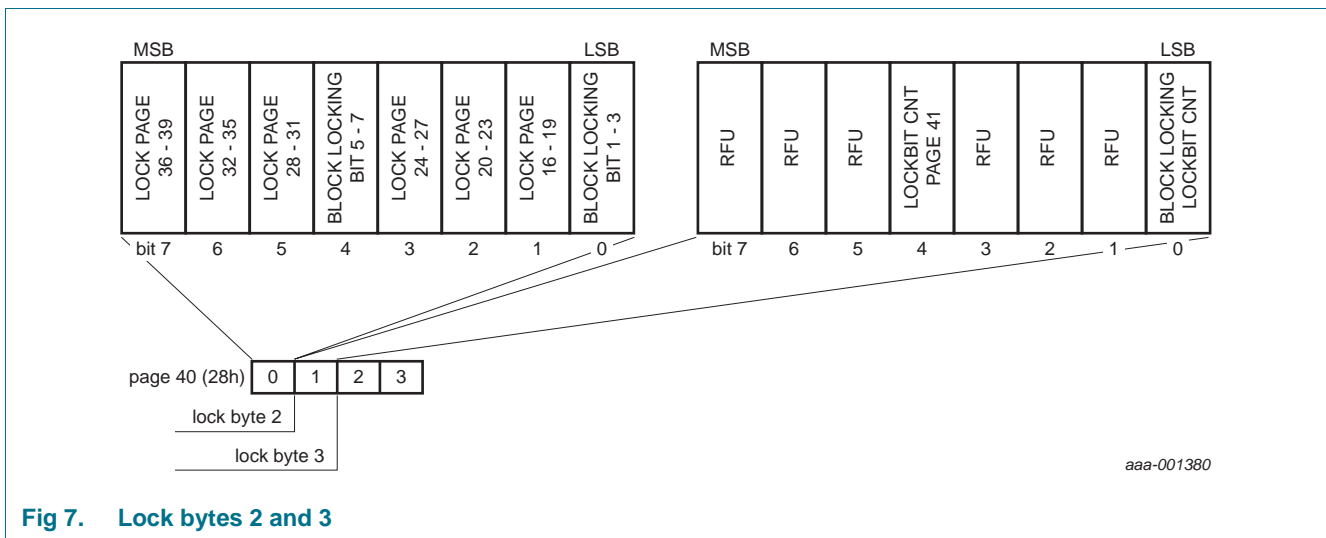 MSB LSB MSB LSB
LOCK PAGE
36 - 39
LOCK PAGE
32 - 35
LOCK PAGE
28 - 31
BLOCK LOCKING
BIT 5 - 7
LOCK PAGE
24 - 27
LOCK PAGE
20 - 23
LOCK PAGE
16 - 19
BLOCK LOCKING
BIT 1 - 3
RFU
RFU
RFU
LOCKBIT CNT
PAGE 41
RFU
RFU
RFU
BLOCK LOCKING
LOCKBIT CNT
bit 7 6 5 4 3 2 1 0 bit 7 6 5 4 3 2 1 0
page 40 (28h) 0 1 2 3
lock byte 2
lock byte 3
aaa-001380
Fig 7. Lock bytes 2 and 3